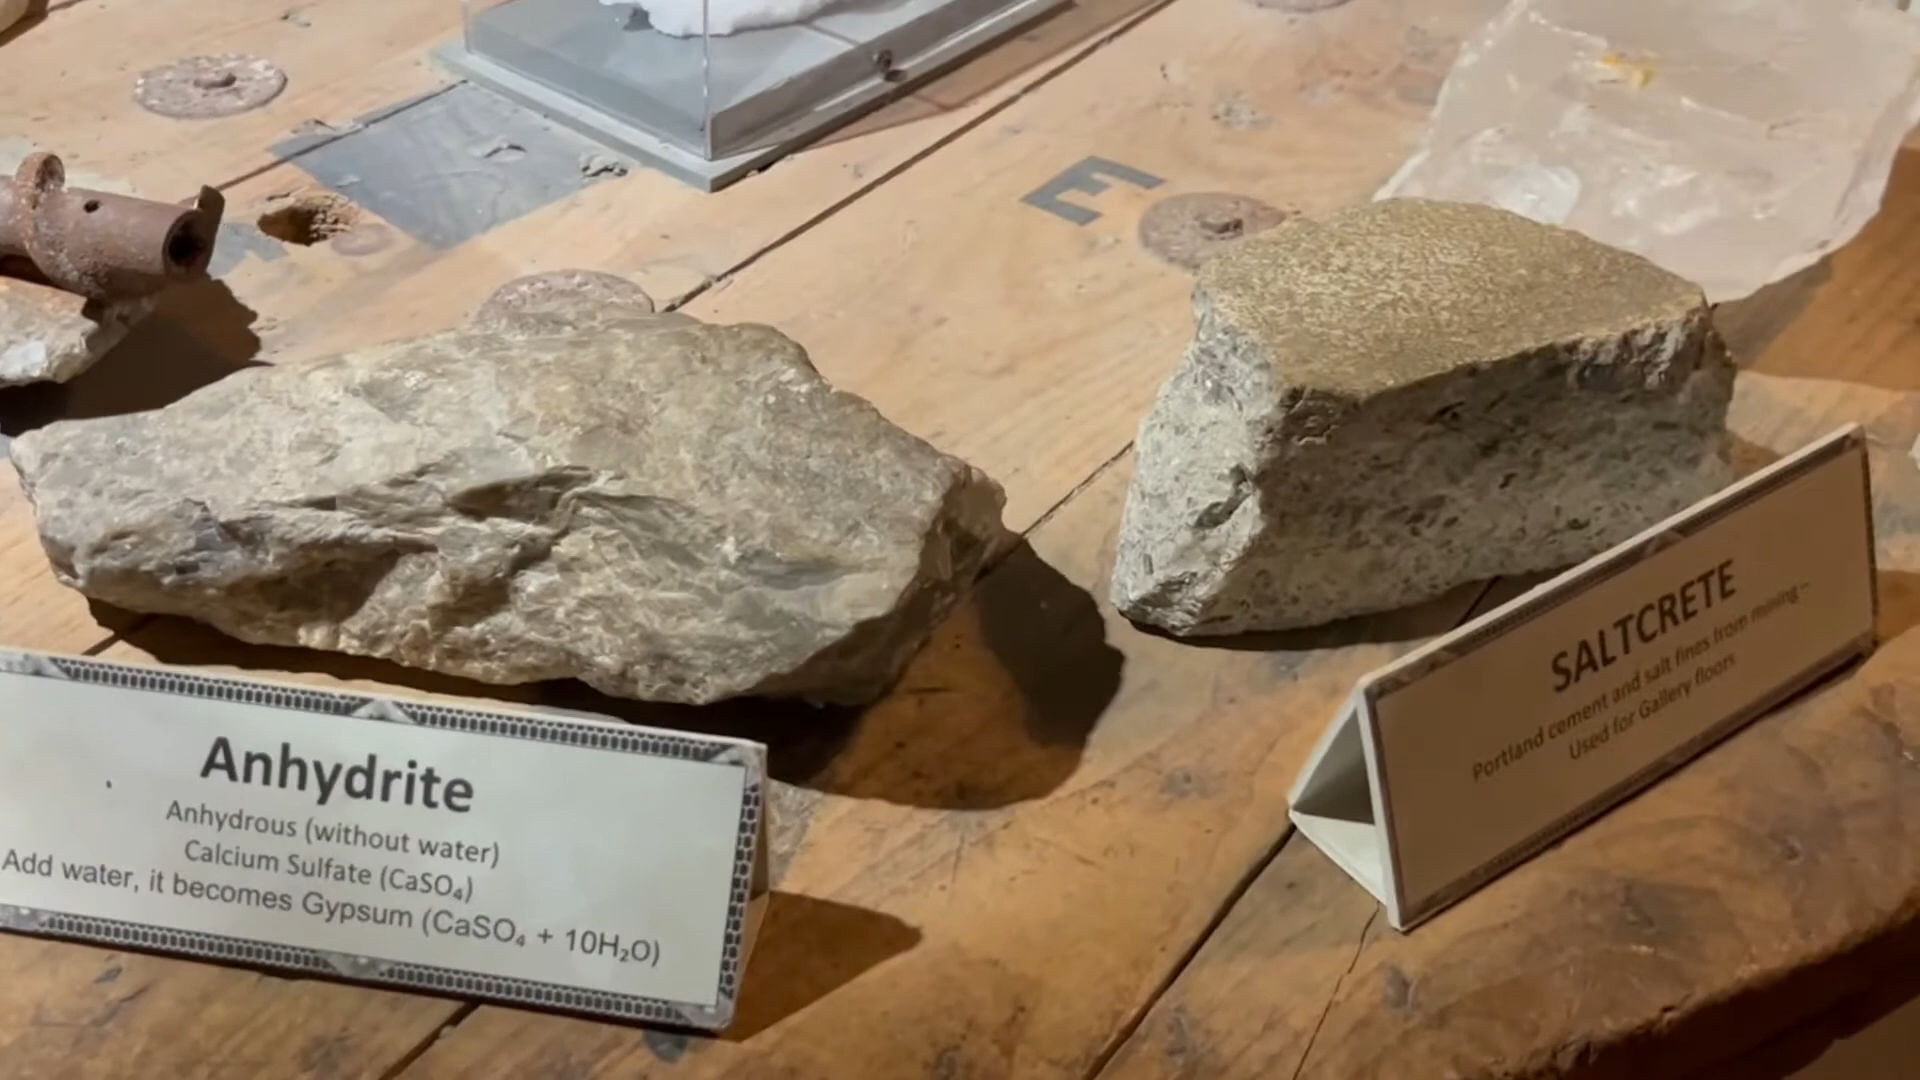 E
Anhydrite
Anhydrous (without water)
Calcium Sulfate (CaSO₄)
Add water, it becomes Gypsum (CaSO₄ + 10H₂O)
SALTCRETE
Portland cement and salt fines from mining –
Used for Gallery floors